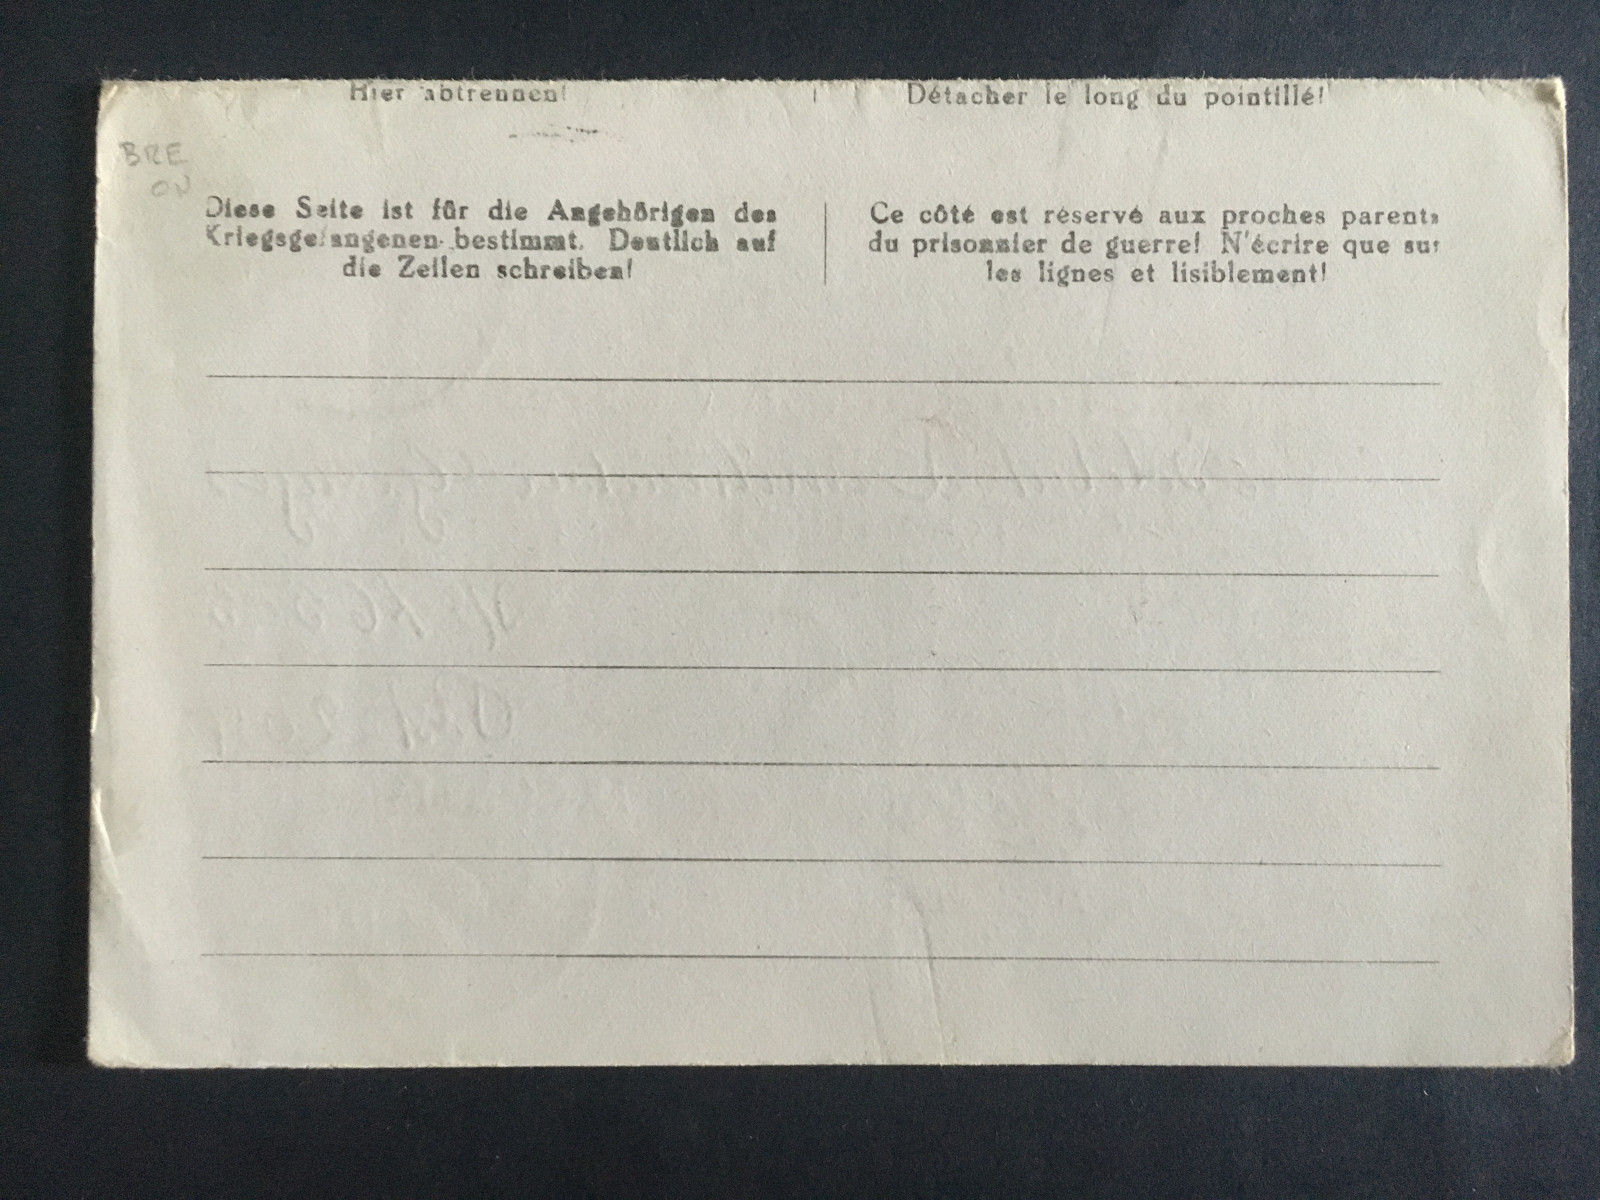 Hier abtrennen!
Détacher le long du pointillé!
BRE
Diese Seite ist für die Angehörigen des
Kriegsgefangenen bestimmt. Deutlich auf
die Zeilen schreiben!
Ce côté est réservé aux proches parents
du prisonnier de guerre! N'écrire que sur
les lignes et lisiblement!